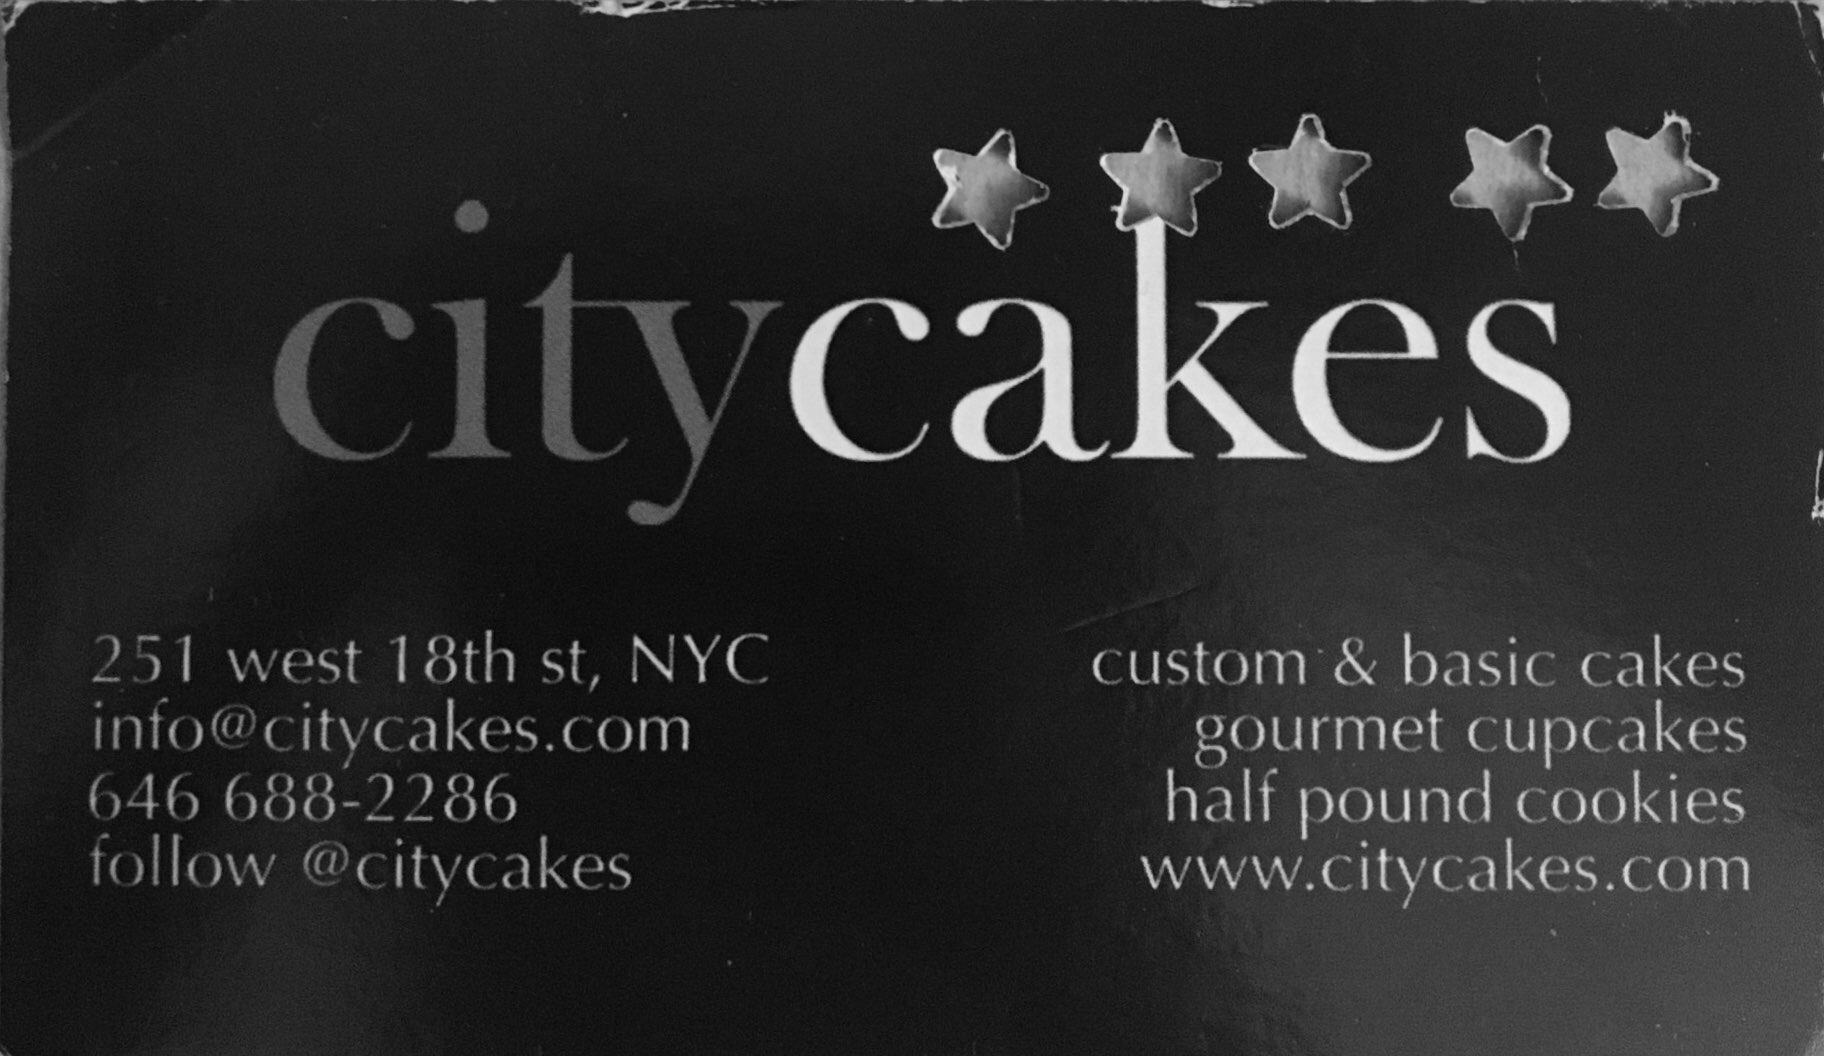 citycakes
251 west 18th st, NYC
info@citycakes.com
646 688-2286
follow @citycakes
custom & basic cakes
gourmet cupcakes
half pound cookies
www.citycakes.com